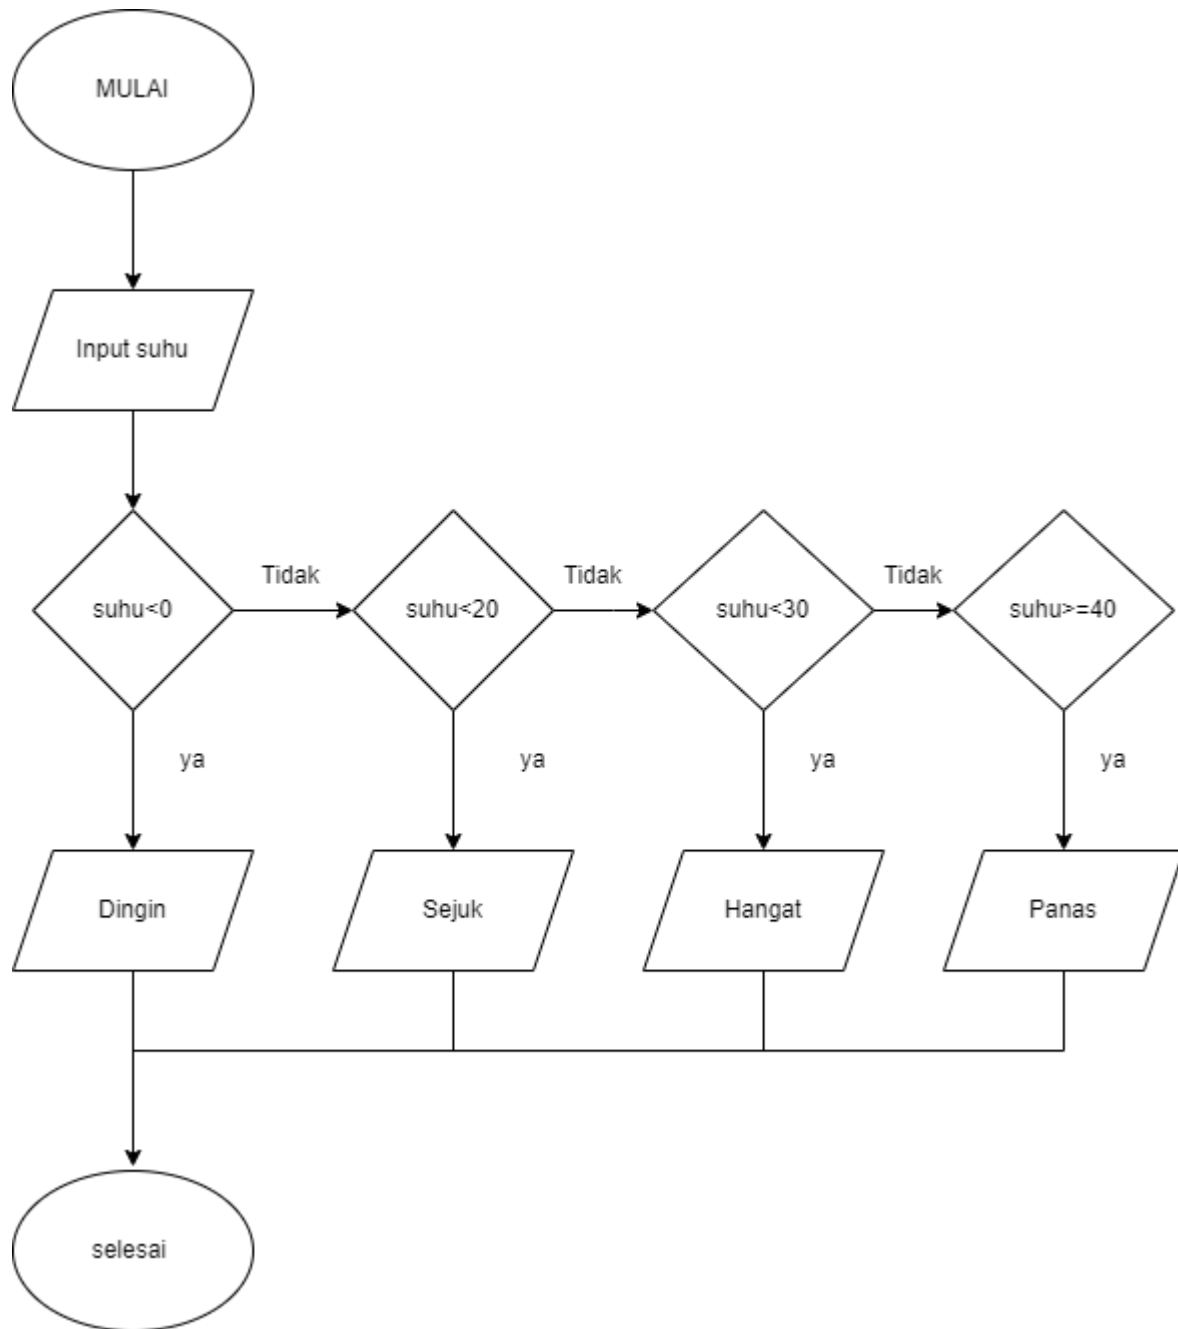 MULAI
Input suhu
suhu<0
Tidak
suhu<20
Tidak
suhu<30
Tidak
suhu>=40
ya
ya
ya
ya
Dingin
Sejuk
Hangat
Panas
selesai